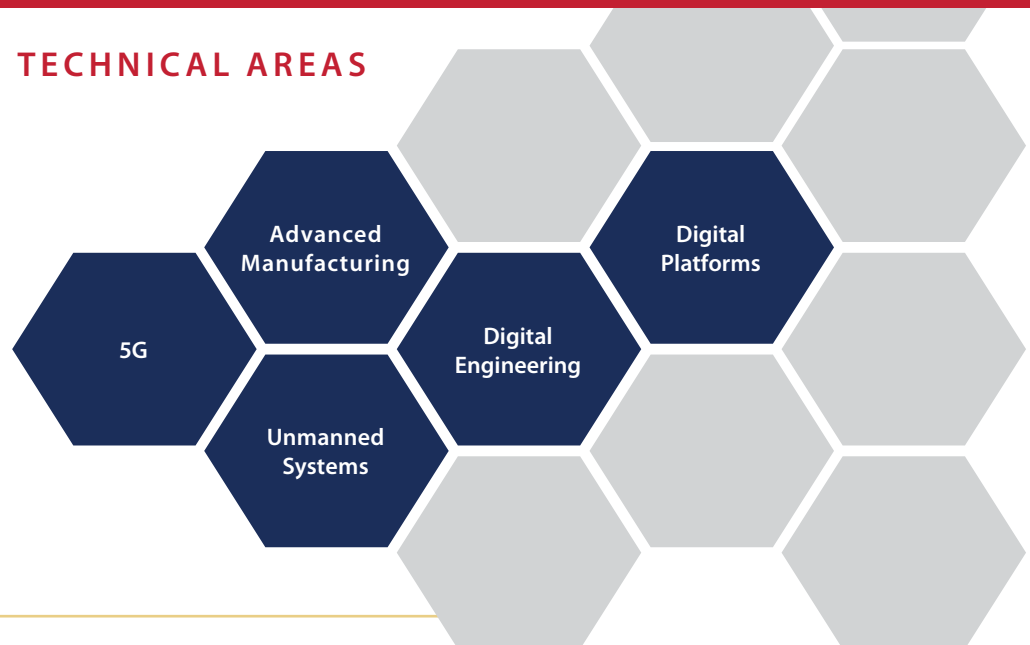 TECHNICAL AREAS
Advanced
Manufacturing
Digital
Platforms
5G
Digital
Engineering
Unmanned
Systems